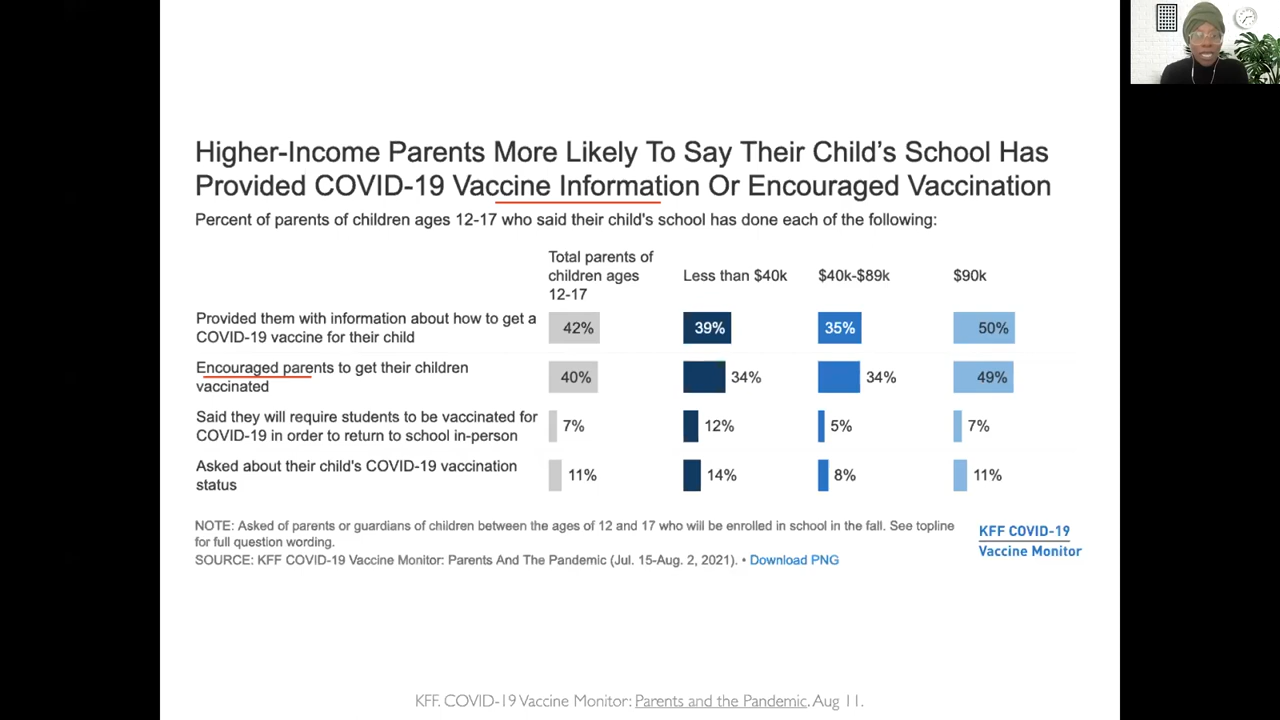 Higher-Income Parents More Likely To Say Their Child's School Has
Provided COVID-19 Vaccine Information Or Encouraged Vaccination
Percent of parents of children ages 12-17 who said their child's school has done each of the following:
Total parents of
children ages
12-17
Less than $40k
$40k-$89k
$90k
Provided them with information about how to get a
COVID-19 vaccine for their child
42%
39%
35%
50%
Encouraged parents to get their children
vaccinated
40%
34%
34%
49%
Said they will require students to be vaccinated for
COVID-19 in order to return to school in-person
7%
12%
5%
7%
Asked about their child's COVID-19 vaccination
status
11%
14%
8%
11%
NOTE: Asked of parents or guardians of children between the ages of 12 and 17 who will be enrolled in school in the fall. See topline
for full question wording.
SOURCE: KFF COVID-19 Vaccine Monitor: Parents And The Pandemic (Jul. 15-Aug. 2, 2021). • Download PNG
KFF COVID-19
Vaccine Monitor
KFF. COVID-19 Vaccine Monitor: Parents and the Pandemic. Aug 11.